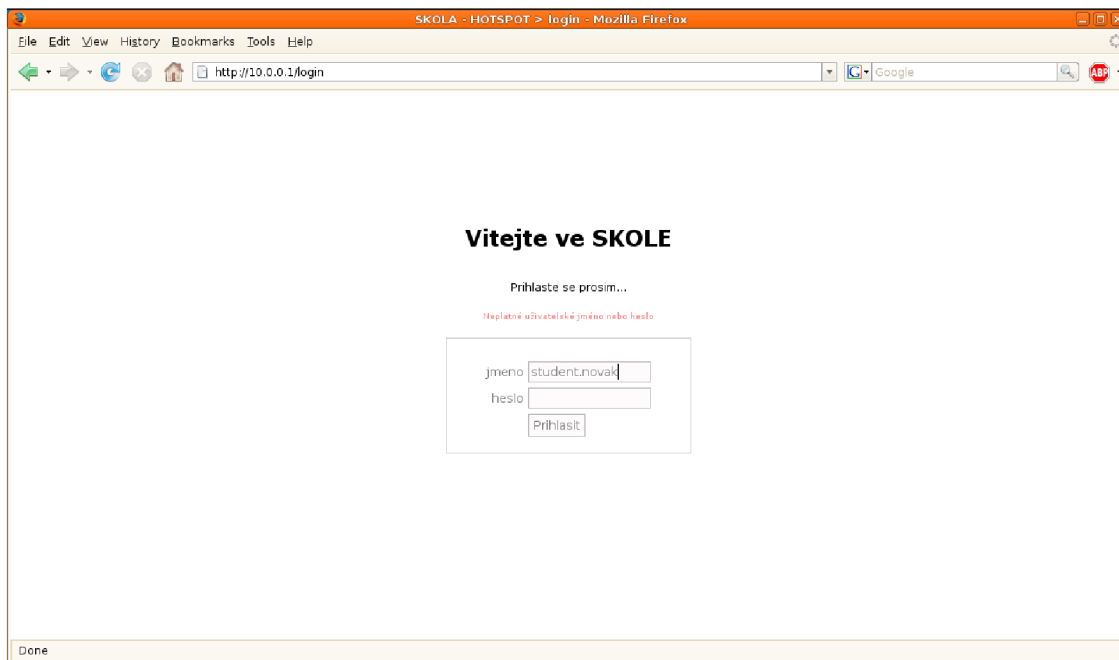 SKOLA - HOTSPOT > login - Mozilla Firefox
File Edit View History Bookmarks Tools Help
http://10.0.0.1/login
G Google
ABP
Vitejte ve SKOLE
Prihlaste se prosim...
Neplatné uživatelské jméno nebo heslo
jmeno student.novak
heslo
Prihlasit
Done